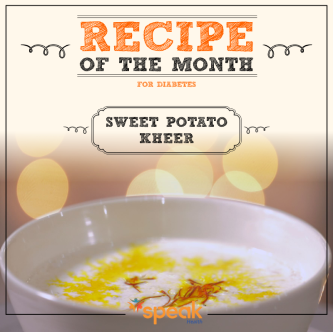 RECIPE
OF THE MONTH
FOR DIABETES
SWEET POTATO
KHEER
speak